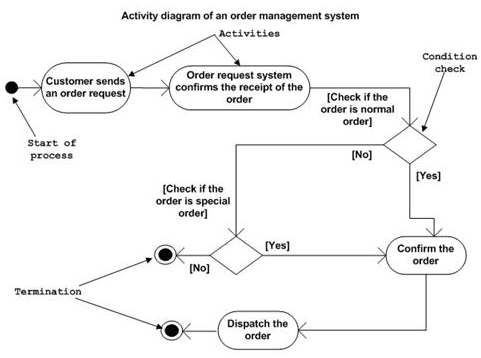 Activity diagram of an order management system
Activities
Condition
check
Customer sends
an order request
Order request system
confirms the receipt of the
order
[Check if the
order is normal
order]
Start of
process
[No]
[Yes]
[Check if the
order is special
order]
[Yes]
[No]
Confirm the
order
Termination
Dispatch the
order